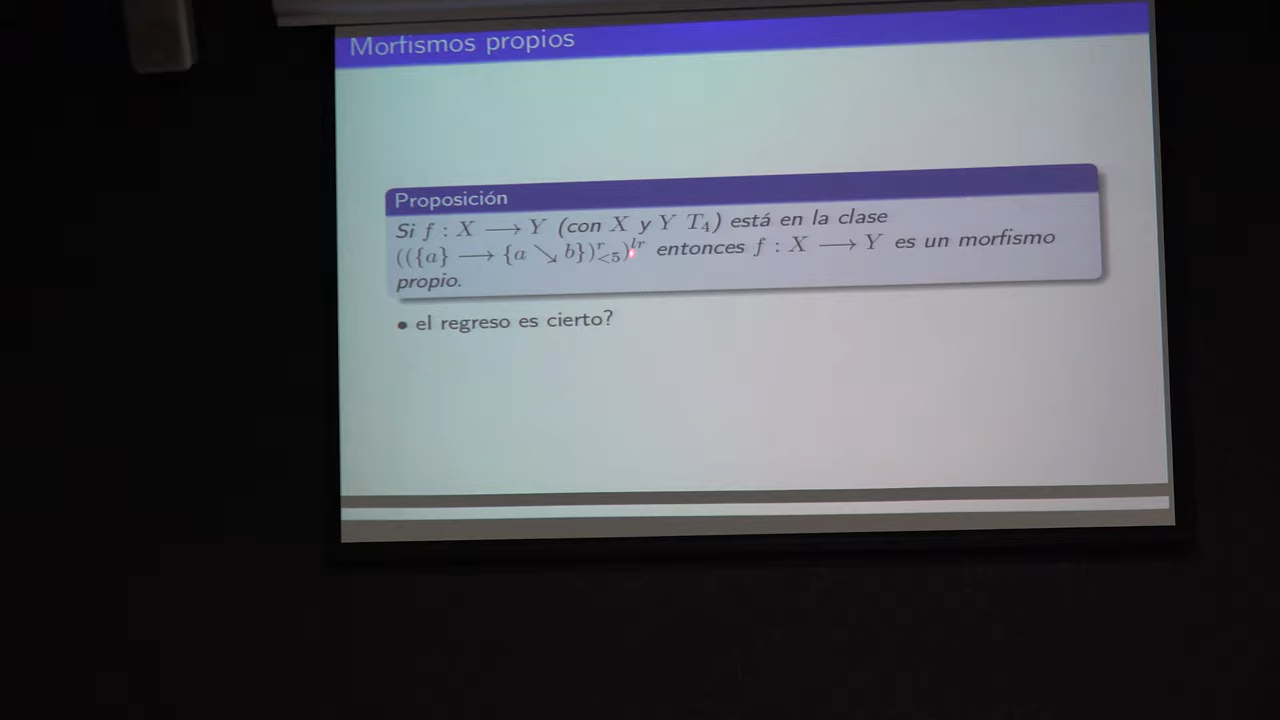 Morfismos propios
Proposición
Si f : X ⟶ Y (con X y Y T₄) está en la clase
(({a} ⟶ {a ↘ b})ʳ_{<5})^{lr} entonces f : X ⟶ Y es un morfismo
propio.
• el regreso es cierto?